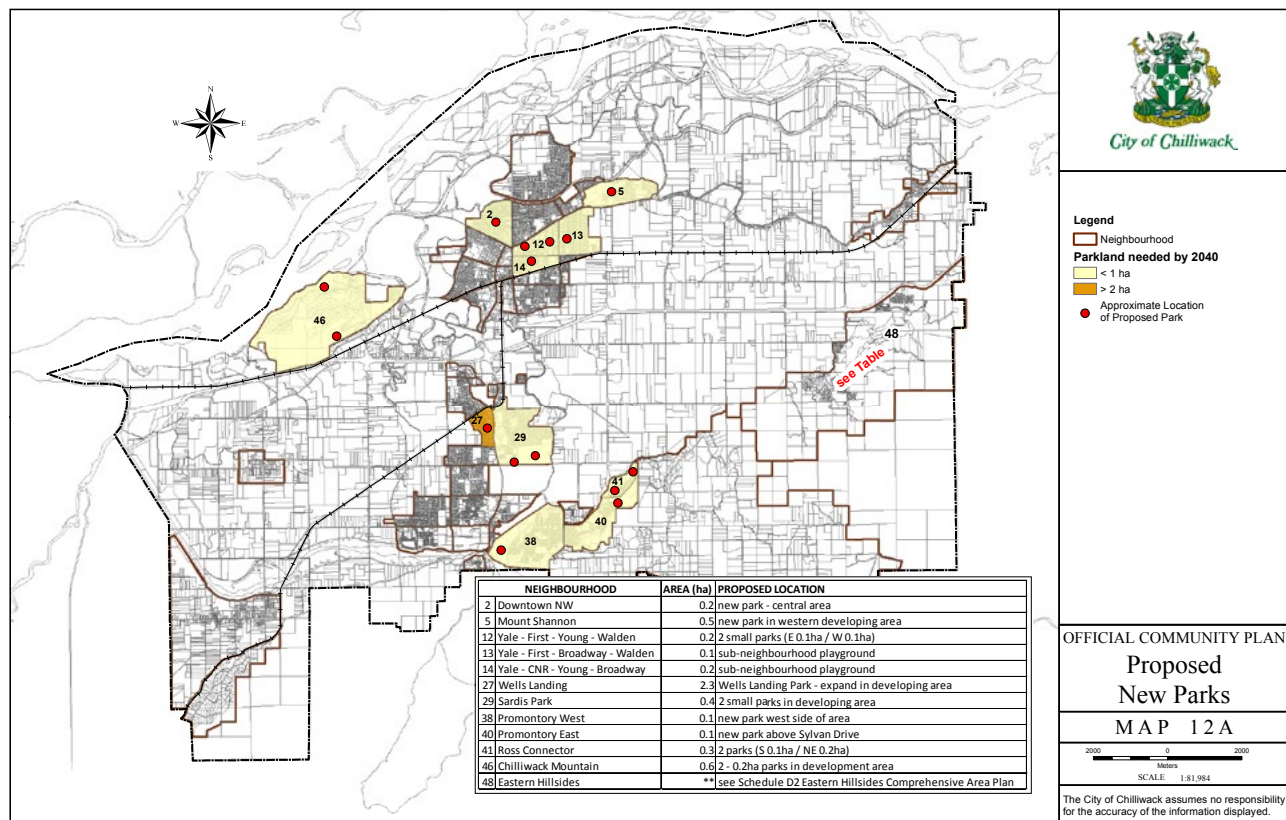 N
W E
S
5
2
12
13
14
46
48
see Table
27
29
41
40
38
NEIGHBOURHOOD AREA (ha) PROPOSED LOCATION
2 Downtown NW 0.2 new park - central area
5 Mount Shannon 0.5 new park in western developing area
12 Yale - First - Young - Walden 0.2 2 small parks (E 0.1ha / W 0.1ha)
13 Yale - First - Broadway - Walden 0.1 sub-neighbourhood playground
14 Yale - CNR - Young - Broadway 0.2 sub-neighbourhood playground
27 Wells Landing 2.3 Wells Landing Park - expand in developing area
29 Sardis Park 0.4 2 small parks in developing area
38 Promontory West 0.1 new park west side of area
40 Promontory East 0.1 new park above Sylvan Drive
41 Ross Connector 0.3 2 parks (S 0.1ha / NE 0.2ha)
46 Chilliwack Mountain 0.6 2 - 0.2ha parks in development area
48 Eastern Hillsides ** see Schedule D2 Eastern Hillsides Comprehensive Area Plan
City of Chilliwack
Legend
Neighbourhood
Parkland needed by 2040
< 1 ha
> 2 ha
Approximate Location
of Proposed Park
OFFICIAL COMMUNITY PLAN
Proposed
New Parks
MAP 12A
2000 0 2000
Meters
SCALE 1:81,984
The City of Chilliwack assumes no responsibility
for the accuracy of the information displayed.